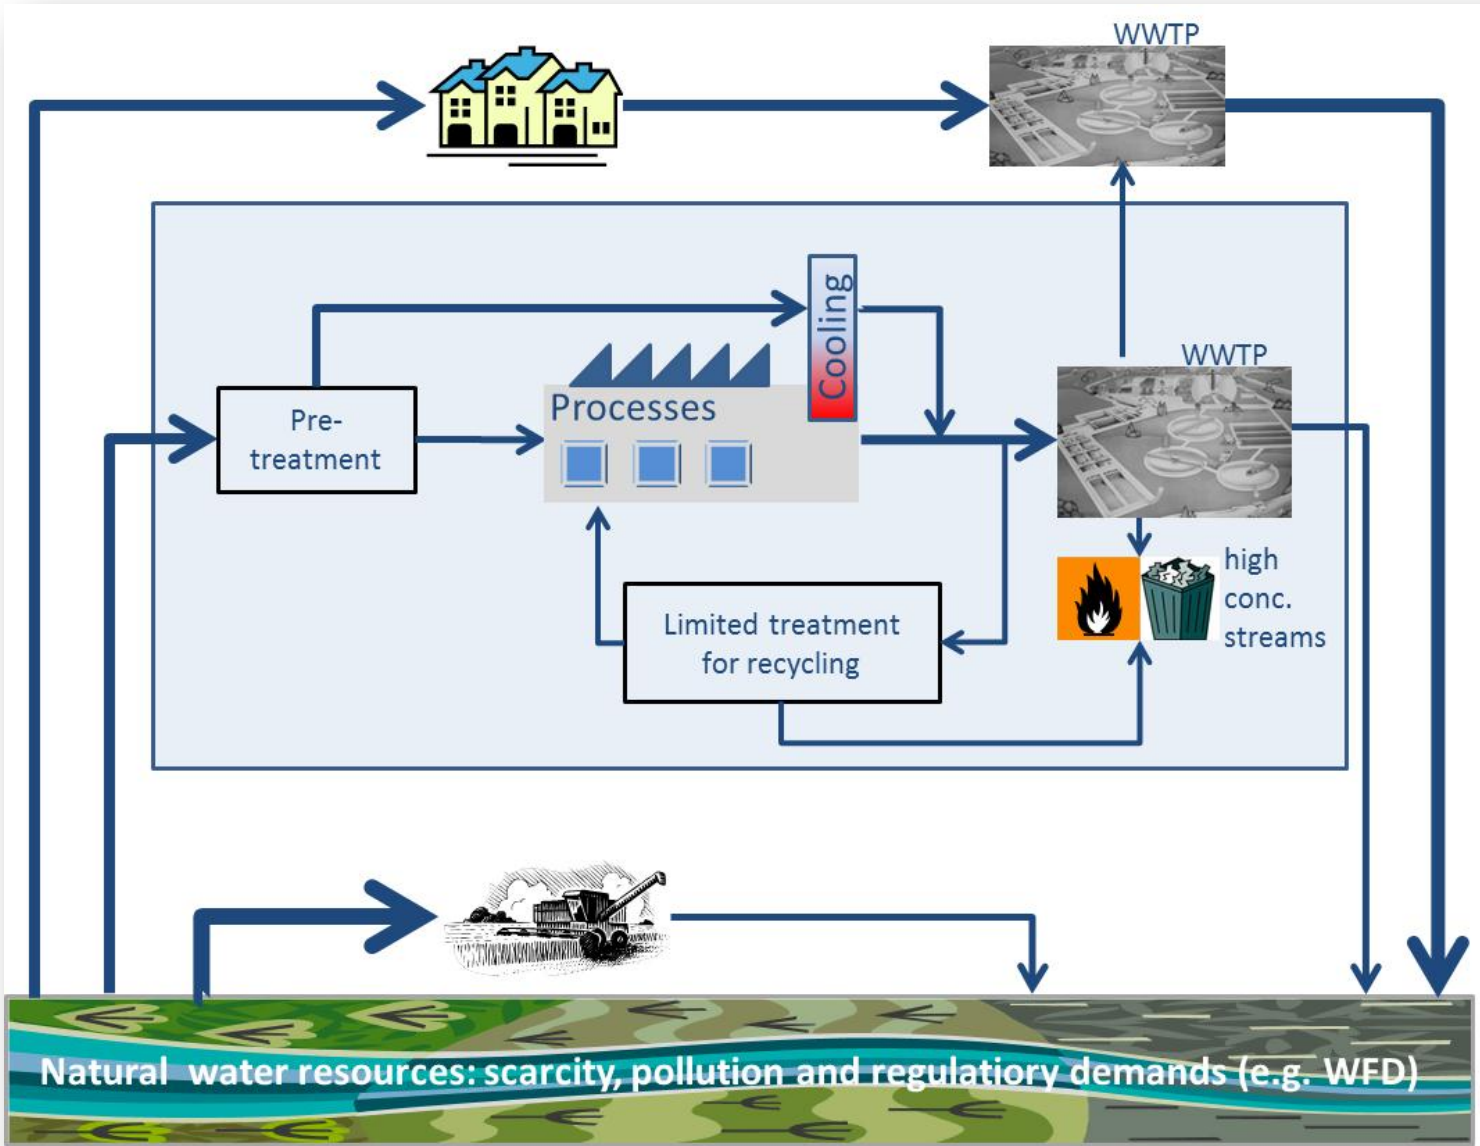 WWTP
Cooling
WWTP
Processes
Pre-
treatment
high
conc.
streams
Limited treatment
for recycling
Natural water resources: scarcity, pollution and regulatiory demands (e.g. WFD)